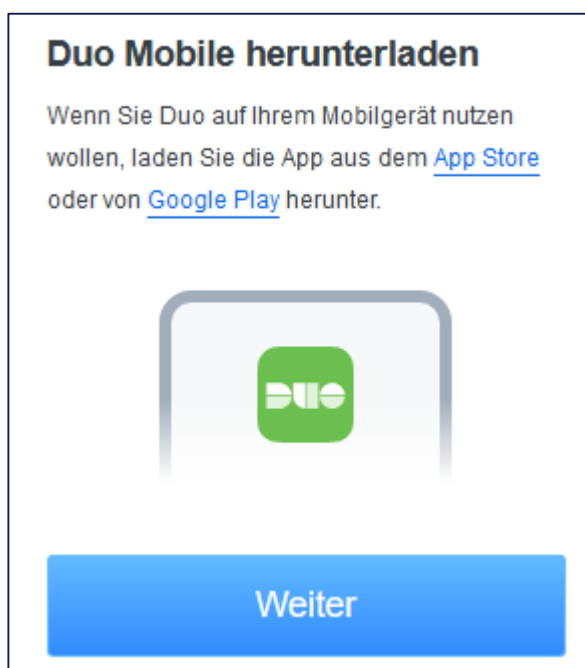 Duo Mobile herunterladen
Wenn Sie Duo auf Ihrem Mobilgerät nutzen
wollen, laden Sie die App aus dem App Store
oder von Google Play herunter.
DUO
Weiter